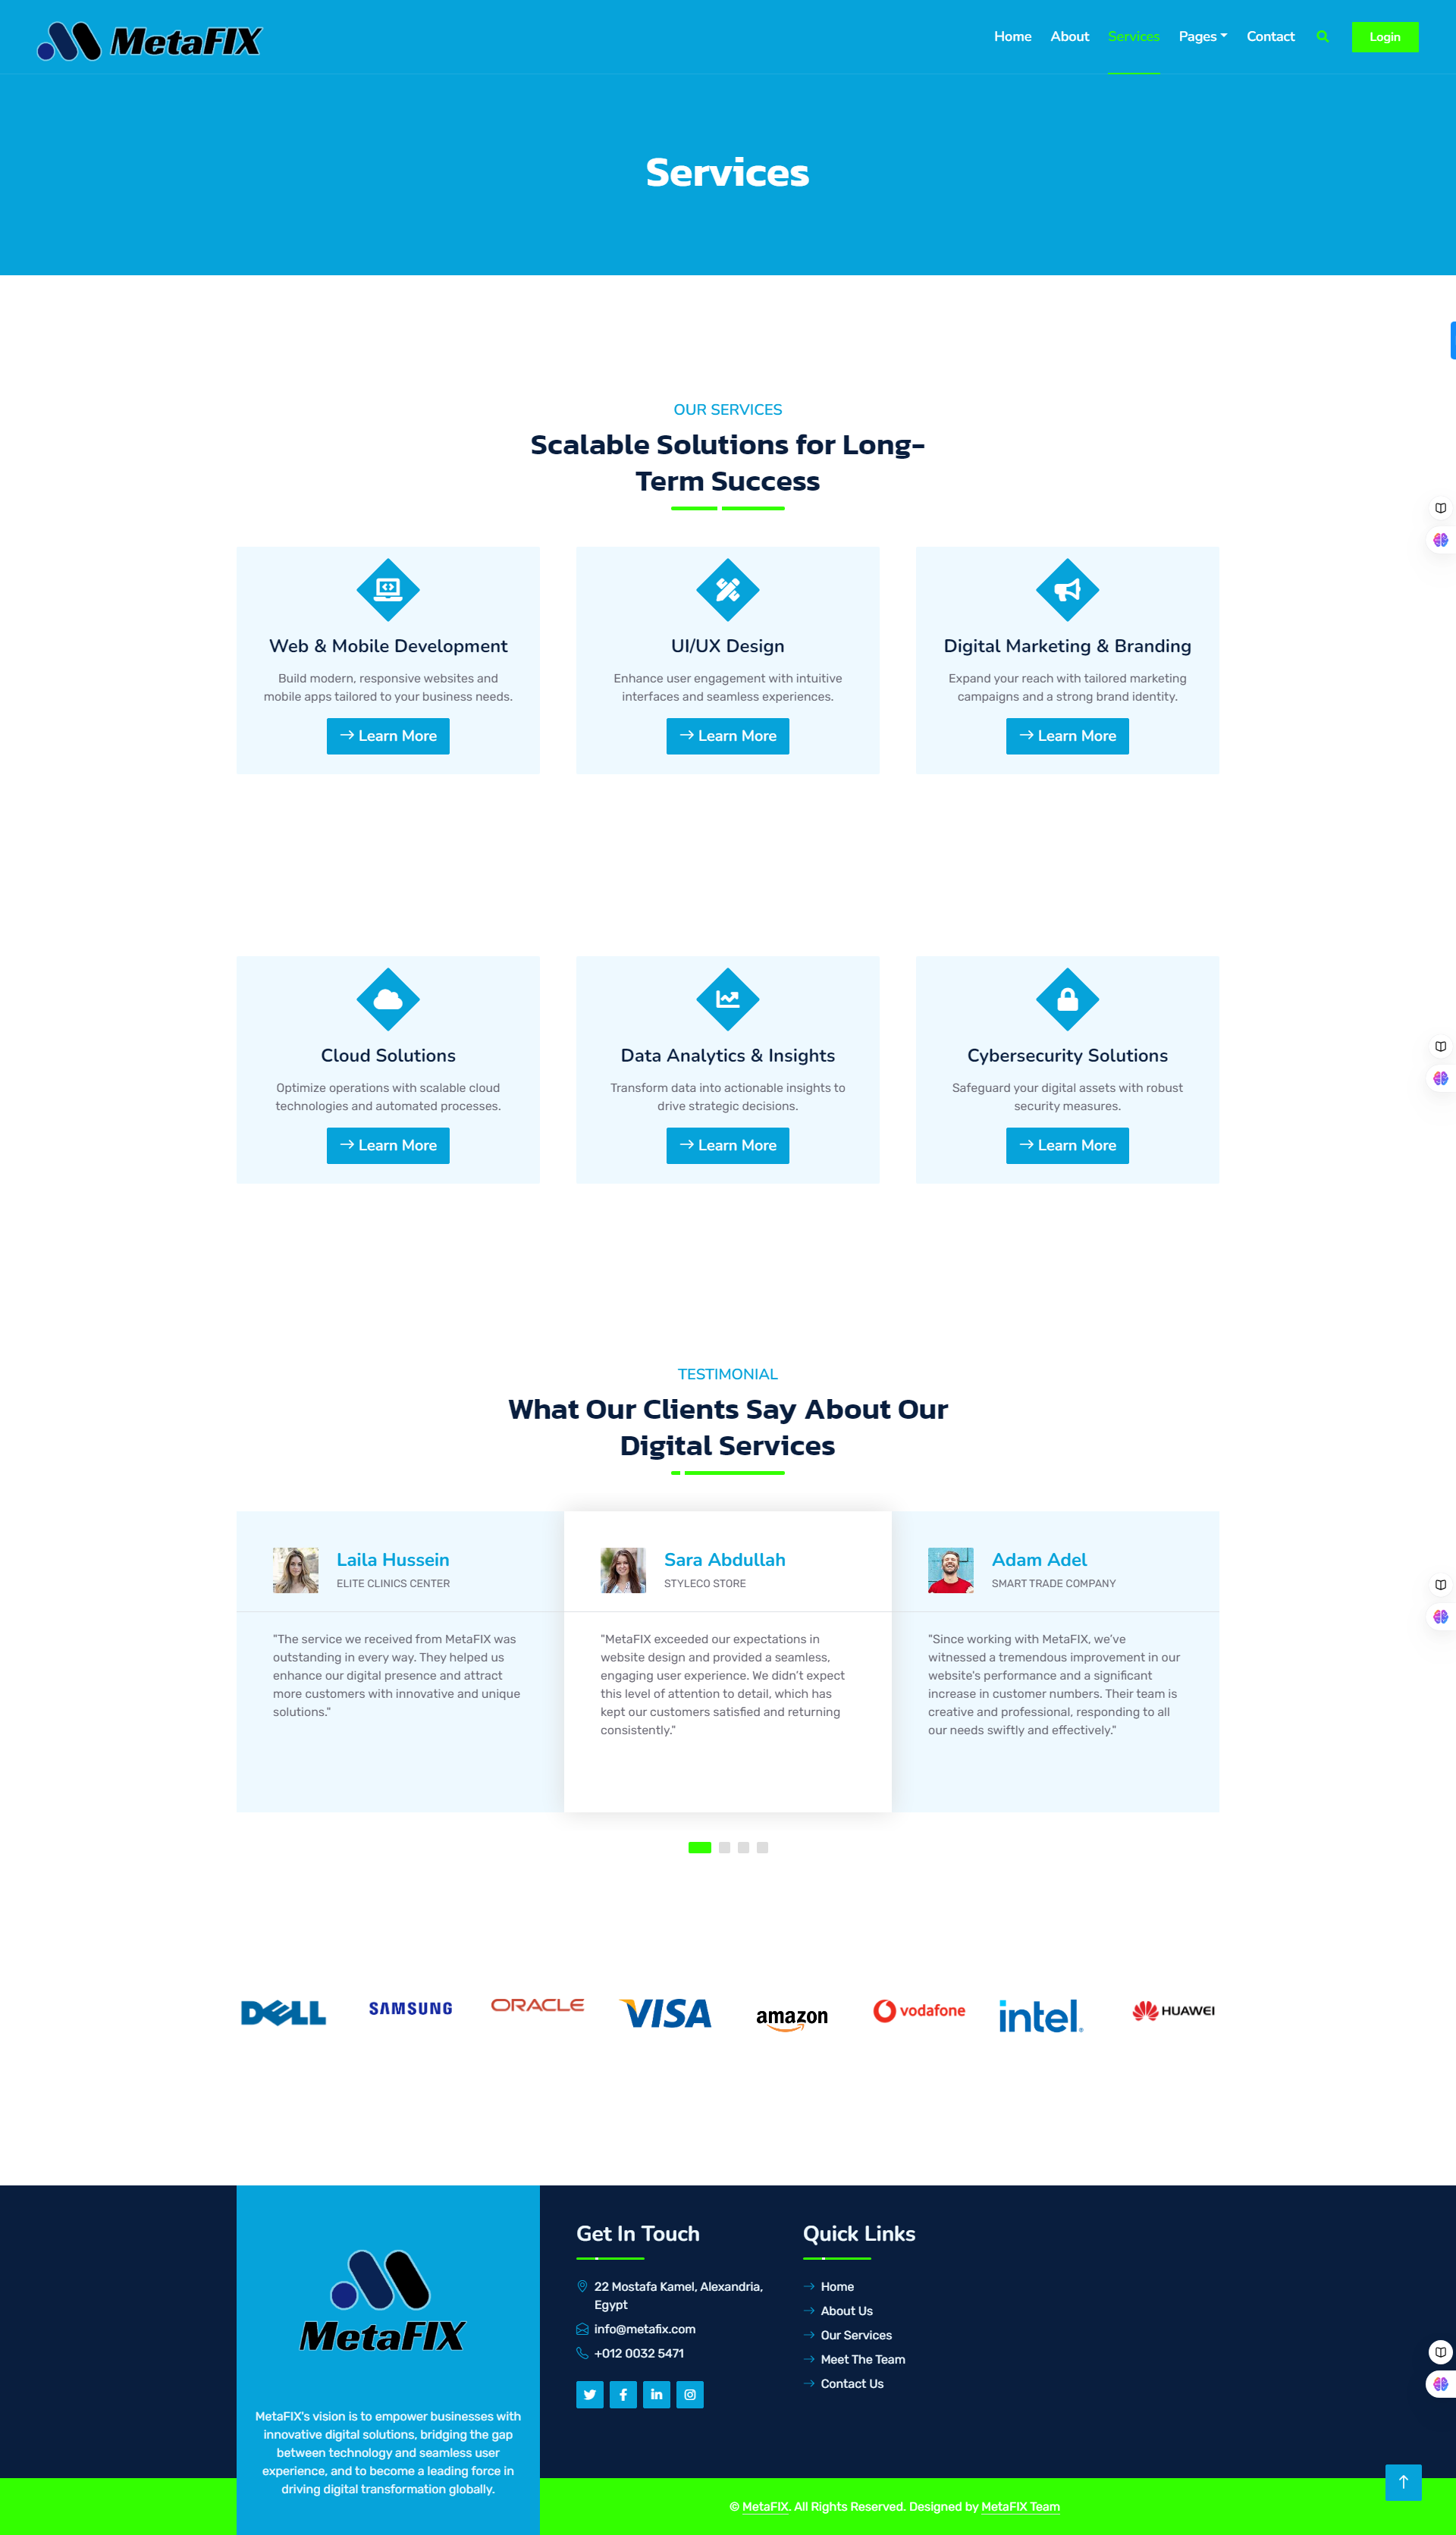 MetaFIX
Home About Services Pages Contact Login
Services
OUR SERVICES
Scalable Solutions for Long-
Term Success
Web & Mobile Development
Build modern, responsive websites and
mobile apps tailored to your business needs.
Learn More
UI/UX Design
Enhance user engagement with intuitive
interfaces and seamless experiences.
Learn More
Digital Marketing & Branding
Expand your reach with tailored marketing
campaigns and a strong brand identity.
Learn More
Cloud Solutions
Optimize operations with scalable cloud
technologies and automated processes.
Learn More
Data Analytics & Insights
Transform data into actionable insights to
drive strategic decisions.
Learn More
Cybersecurity Solutions
Safeguard your digital assets with robust
security measures.
Learn More
TESTIMONIAL
What Our Clients Say About Our
Digital Services
Laila Hussein
ELITE CLINICS CENTER
"The service we received from MetaFIX was
outstanding in every way. They helped us
enhance our digital presence and attract
more customers with innovative and unique
solutions."
Sara Abdullah
STYLECO STORE
"MetaFIX exceeded our expectations in
website design and provided a seamless,
engaging user experience. We didn't expect
this level of attention to detail, which has
kept our customers satisfied and returning
consistently."
Adam Adel
SMART TRADE COMPANY
"Since working with MetaFIX, we've
witnessed a tremendous improvement in our
website's performance and a significant
increase in customer numbers. Their team is
creative and professional, responding to all
our needs swiftly and effectively."
DELL SAMSUNG ORACLE VISA amazon vodafone intel HUAWEI
MetaFIX
MetaFIX's vision is to empower businesses with
innovative digital solutions, bridging the gap
between technology and seamless user
experience, and to become a leading force in
driving digital transformation globally.
Get In Touch
22 Mostafa Kamel, Alexandria,
Egypt
info@metafix.com
+012 0032 5471
Quick Links
Home
About Us
Our Services
Meet The Team
Contact Us
© MetaFIX. All Rights Reserved. Designed by MetaFIX Team